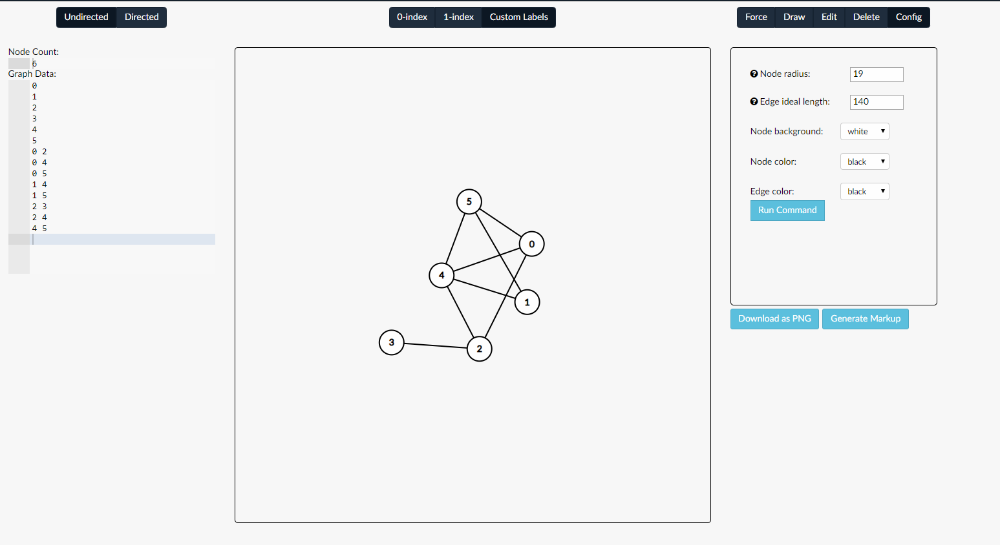 Undirected Directed
0-index 1-index Custom Labels
Force Draw Edit Delete Config
Node Count:
6
Graph Data:
0
1
2
3
4
5
0 2
0 4
0 5
1 4
1 5
2 3
2 4
4 5
5
0
4
1
3
2
Node radius: 19
Edge ideal length: 140
Node background: white
Node color: black
Edge color: black
Run Command
Download as PNG Generate Markup